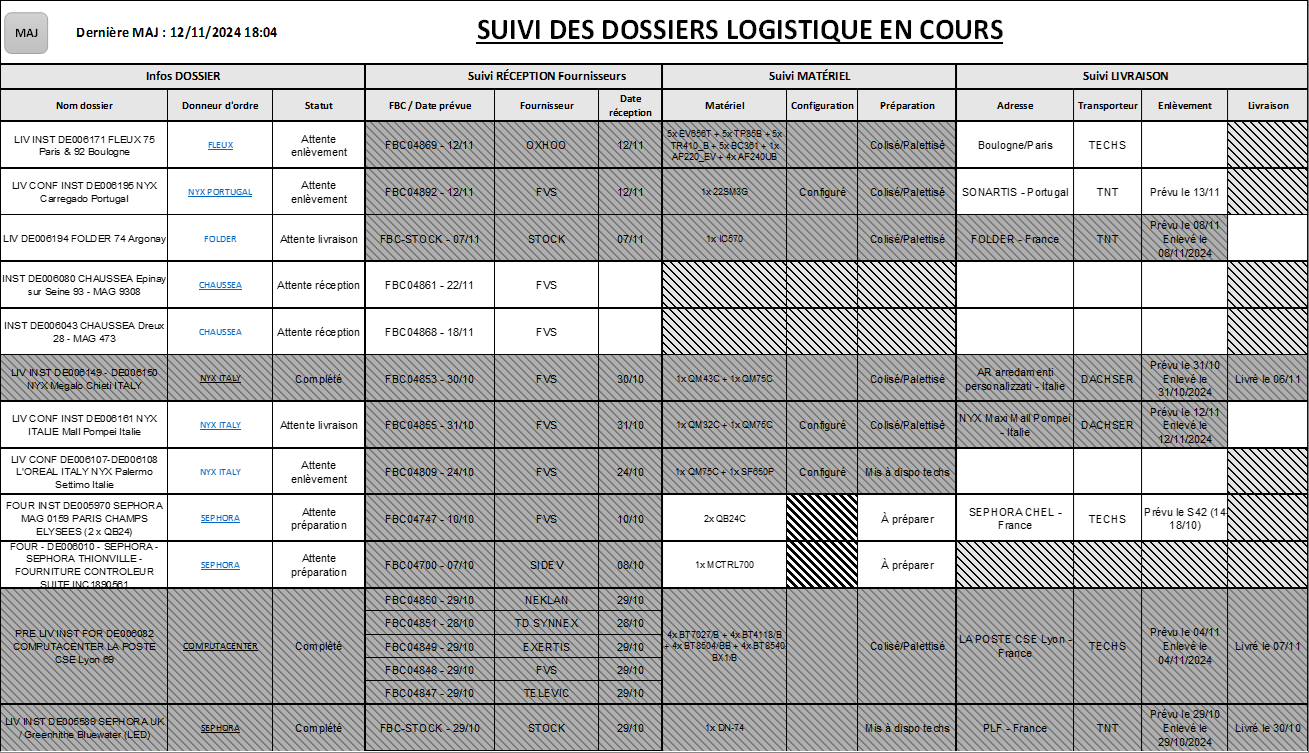 MAJ
Dernière MAJ : 12/11/2024 18:04
SUIVI DES DOSSIERS LOGISTIQUE EN COURS
Infos DOSSIER
Suivi RÉCEPTION Fournisseurs
Suivi MATÉRIEL
Suivi LIVRAISON
Nom dossier
Donneur d'ordre
Statut
FBC / Date prévue
Fournisseur
Date
réception
Matériel
Configuration
Préparation
Adresse
Transporteur
Enlèvement
Livraison
LIV INST DE006171 FLEUX 75
Paris & 92 Boulogne
FLEUX
Attente
enlèvement
FBC04869 - 12/11
OXHOO
12/11
5x EV656T + 5x TP85B + 5x
TR410_B + 5x BC361 + 1x
AF220_EV + 4x AF240UB
Colisé/Palettisé
Boulogne/Paris
TECHS
LIV CONF INST DE006195 NYX
Carregado Portugal
NYX PORTUGAL
Attente
enlèvement
FBC04892 - 12/11
FVS
12/11
1x 22SM3G
Configuré
Colisé/Palettisé
SONARTIS - Portugal
TNT
Prévu le 13/11
LIV DE006194 FOLDER 74 Argonay
FOLDER
Attente livraison
FBC-STOCK - 07/11
STOCK
07/11
1x IC570
Colisé/Palettisé
FOLDER - France
TNT
Prévu le 08/11
Enlevé le
08/11/2024
INST DE006080 CHAUSSEA Epinay
sur Seine 93 - MAG 9308
CHAUSSEA
Attente réception
FBC04861 - 22/11
FVS
INST DE006043 CHAUSSEA Dreux
28 - MAG 473
CHAUSSEA
Attente réception
FBC04868 - 18/11
FVS
LIV INST DE006149 - DE006150
NYX Megalo Chieti ITALY
NYX ITALY
Complété
FBC04853 - 30/10
FVS
30/10
1x QM43C + 1x QM75C
Colisé/Palettisé
AR arredamenti
personalizzati - Italie
DACHSER
Prévu le 31/10
Enlevé le
31/10/2024
Livré le 06/11
LIV CONF INST DE006161 NYX
ITALIE Mall Pompei Italie
NYX ITALY
Attente livraison
FBC04855 - 31/10
FVS
31/10
1x QM32C + 1x QM75C
Configuré
Colisé/Palettisé
NYX Maxi Mall Pompei
- Italie
DACHSER
Prévu le 12/11
Enlevé le
12/11/2024
LIV CONF DE006107-DE006108
L'OREAL ITALY NYX Palermo
Settimo Italie
NYX ITALY
Attente
enlèvement
FBC04809 - 24/10
FVS
24/10
1x QM75C + 1x SF650P
Configuré
Mis à dispo techs
FOUR INST DE005970 SEPHORA
MAG 0159 PARIS CHAMPS
ELYSEES (2 x QB24)
SEPHORA
Attente
préparation
FBC04747 - 10/10
FVS
10/10
2x QB24C
À préparer
SEPHORA CHEL -
France
TECHS
Prévu le S42 (14
18/10)
FOUR - DE006010 - SEPHORA -
SEPHORA THIONVILLE -
FOURNITURE CONTROLEUR
SUITE INC1890561
SEPHORA
Attente
préparation
FBC04700 - 07/10
SIDEV
08/10
1x MCTRL700
À préparer
PRE LIV INST FOR DE006082
COMPUTACENTER LA POSTE
CSE Lyon 69
COMPUTACENTER
Complété
FBC04850 - 29/10
NEKLAN
29/10
FBC04851 - 28/10
TD SYNNEX
28/10
FBC04849 - 29/10
EXERTIS
29/10
FBC04848 - 29/10
FVS
29/10
FBC04847 - 29/10
TELEVIC
29/10
4x BT7027/B + 4x BT4118/B
+ 4x BT8504/BB + 4x BT8540
BX1/B
Colisé/Palettisé
LA POSTE CSE Lyon -
France
TECHS
Prévu le 04/11
Enlevé le
04/11/2024
Livré le 07/11
LIV INST DE005589 SEPHORA UK
/ Greenhithe Bluewater (LED)
SEPHORA
Complété
FBC-STOCK - 29/10
STOCK
29/10
1x DN-74
Mis à dispo techs
PLF - France
TNT
Prévu le 29/10
Enlevé le
29/10/2024
Livré le 30/10